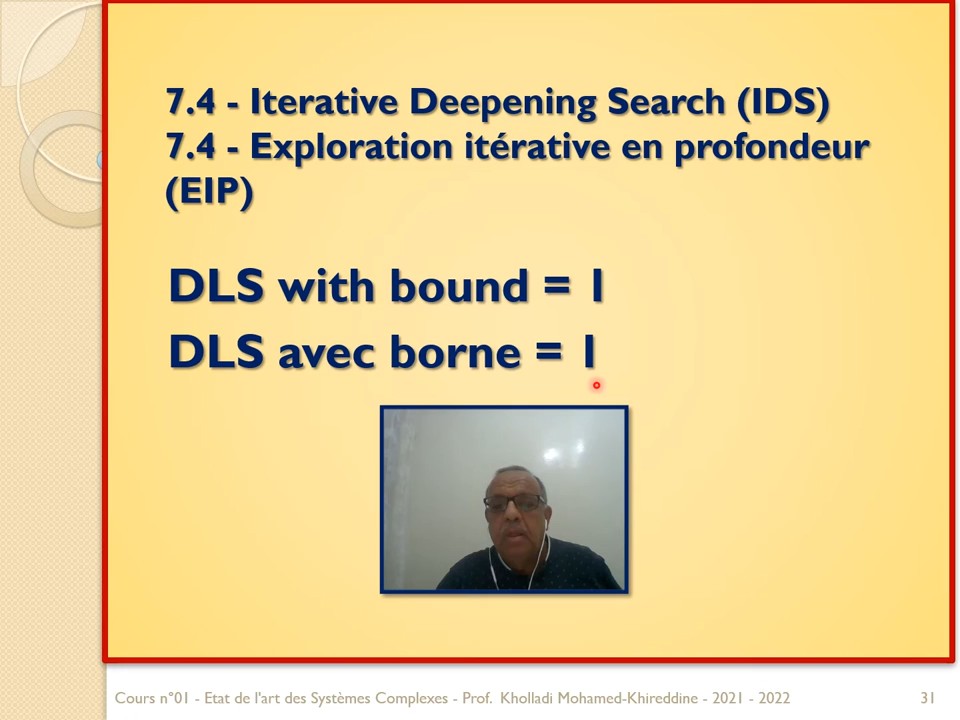 7.4 - Iterative Deepening Search (IDS)
7.4 - Exploration itérative en profondeur
(EIP)
DLS with bound = 1
DLS avec borne = 1
Cours n°01 - Etat de l'art des Systèmes Complexes - Prof. Kholladi Mohamed-Khireddine - 2021 - 2022 31